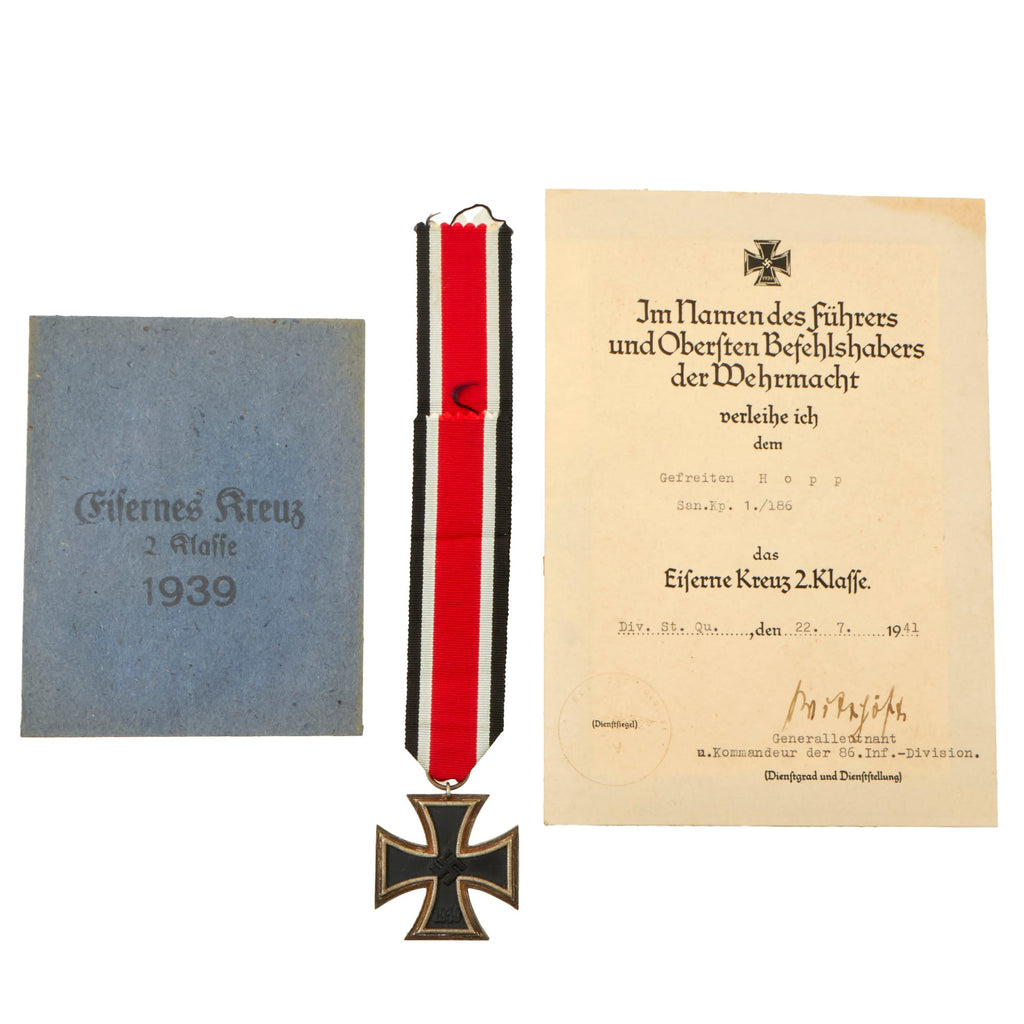 Eisernes Kreuz
2. Klasse
1939
1939
Im Namen des Führers
und Obersten Befehlshabers
der Wehrmacht
verleihe ich
dem
Gefreiten H o p p
San.Kp. 1./186
das
Eiserne Kreuz 2.Klasse.
Div. St. Qu. , den 22. 7. 1941
(Dienstsiegel)
Witthöft
Generalleutnant
u.Kommandeur der 86.Inf.-Division.
(Dienstgrad und Dienststellung)